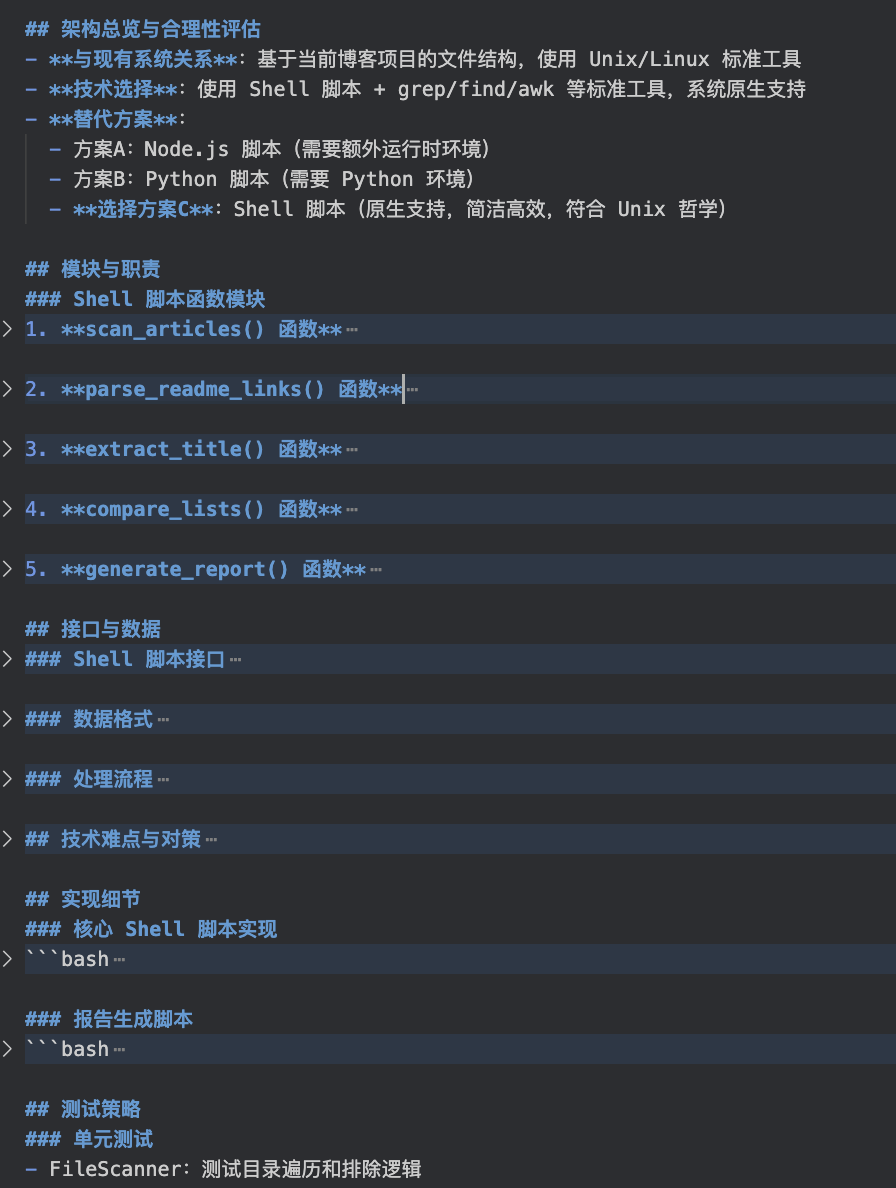 ## 架构总览与合理性评估
- **与现有系统关系**: 基于当前博客项目的文件结构，使用 Unix/Linux 标准工具
- **技术选择**: 使用 Shell 脚本 + grep/find/awk 等标准工具，系统原生支持
- **替代方案**:
- 方案A: Node.js 脚本（需要额外运行时环境）
- 方案B: Python 脚本（需要 Python 环境）
- **选择方案C**: Shell 脚本（原生支持，简洁高效，符合 Unix 哲学）
## 模块与职责
### Shell 脚本函数模块
1. **scan_articles() 函数**…
2. **parse_readme_links() 函数**…
3. **extract_title() 函数**…
4. **compare_lists() 函数**…
5. **generate_report() 函数**…
## 接口与数据
### Shell 脚本接口…
### 数据格式…
### 处理流程…
## 技术难点与对策…
## 实现细节
### 核心 Shell 脚本实现
```bash…
### 报告生成脚本
```bash…
## 测试策略
### 单元测试
- FileScanner: 测试目录遍历和排除逻辑